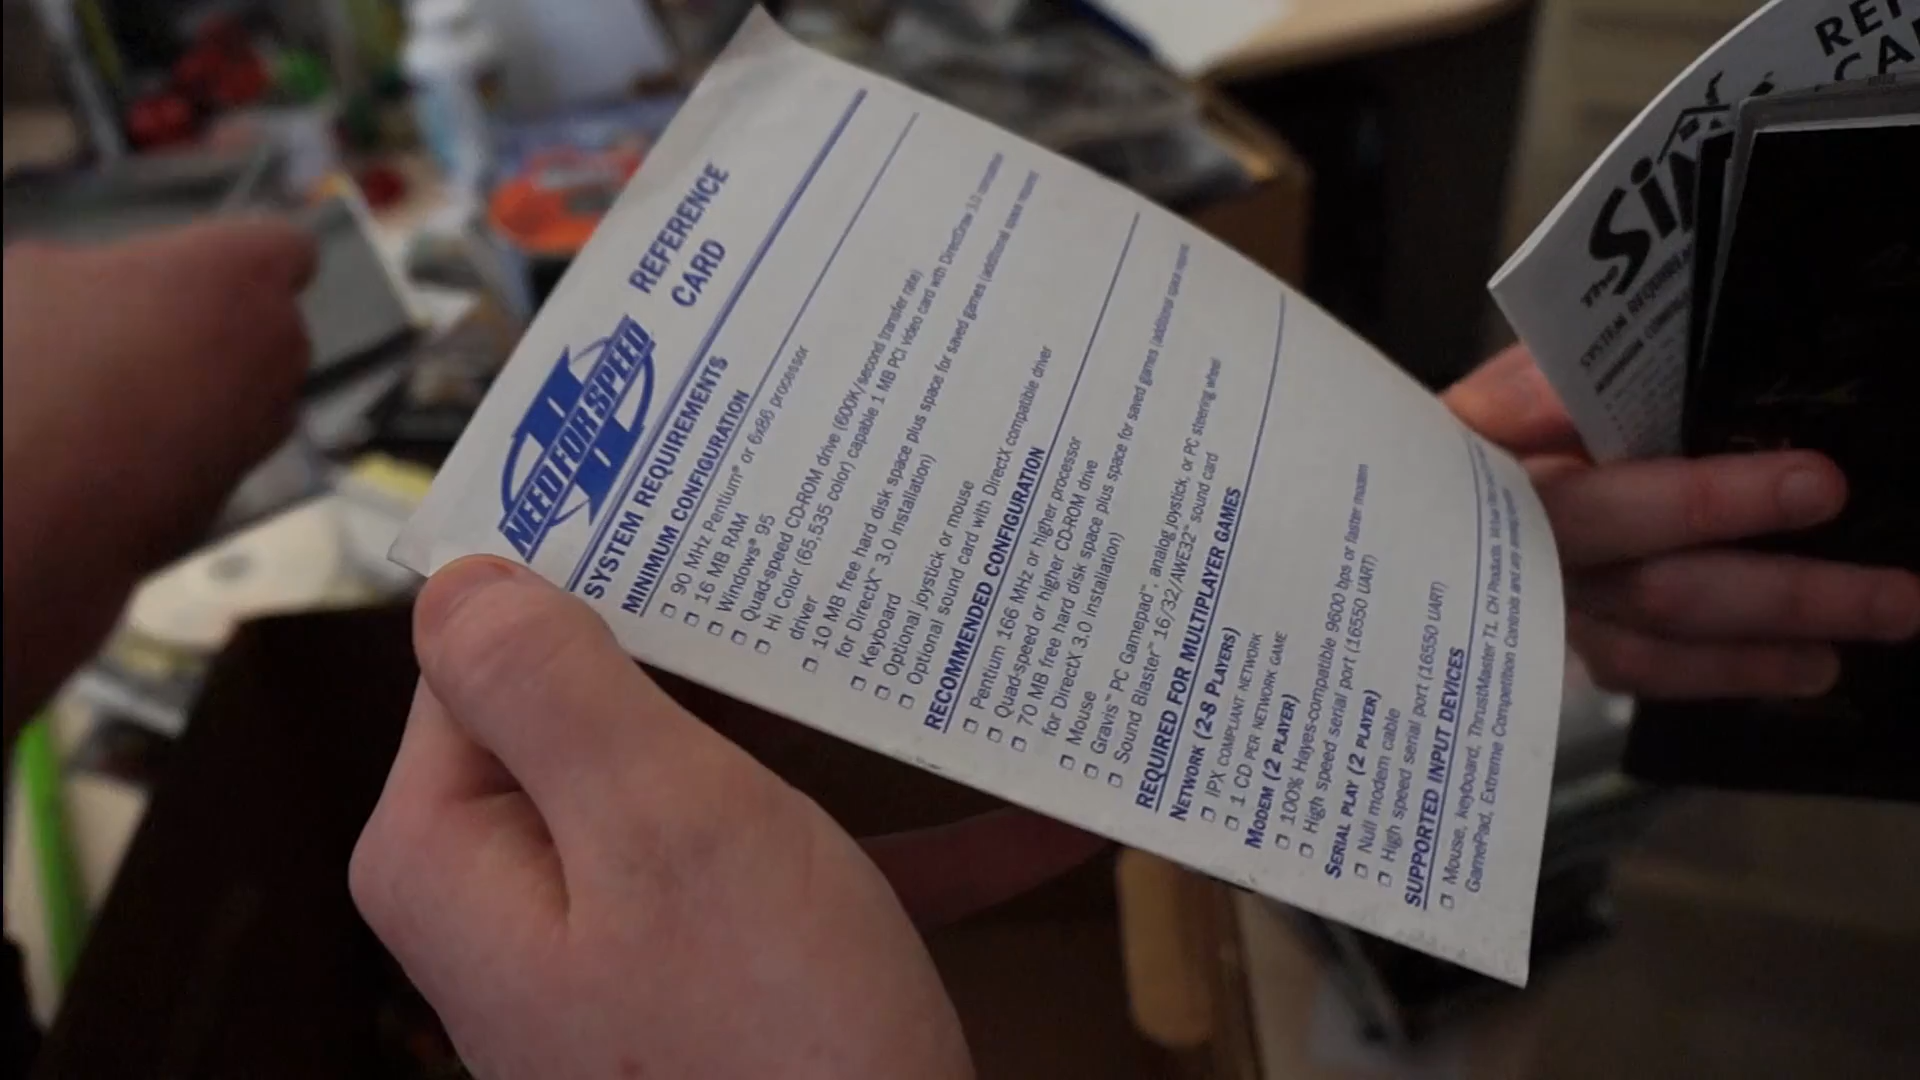 NEED FOR SPEED
II
REFERENCE
CARD
SYSTEM REQUIREMENTS
MINIMUM CONFIGURATION
90 MHz Pentium® or 6x86 processor
16 MB RAM
Windows® 95
Quad-speed CD-ROM drive (600K/second transfer rate)
Hi Color (65,535 color) capable 1 MB PCI video card with DirectDraw 3.0
driver
10 MB free hard disk space plus space for saved games (additional space
for DirectX™ 3.0 installation)
Keyboard
Optional joystick or mouse
Optional sound card with DirectX compatible driver
RECOMMENDED CONFIGURATION
Pentium 166 MHz or higher processor
Quad-speed or higher CD-ROM drive
70 MB free hard disk space plus space for saved games (additional space
for DirectX 3.0 installation)
Mouse
Gravis™ PC Gamepad™, analog joystick, or PC steering wheel
Sound Blaster™ 16/32/AWE32™ sound card
REQUIRED FOR MULTIPLAYER GAMES
NETWORK (2-8 PLAYERS)
IPX COMPLIANT NETWORK
1 CD PER NETWORK GAME
MODEM (2 PLAYER)
100% Hayes-compatible 9600 bps or faster modem
High speed serial port (16550 UART)
SERIAL PLAY (2 PLAYER)
Null modem cable
High speed serial port (16550 UART)
SUPPORTED INPUT DEVICES
Mouse, keyboard, ThrustMaster T1, CH Products
GamePad, Extreme Competition Controls and any
The
SYSTEM